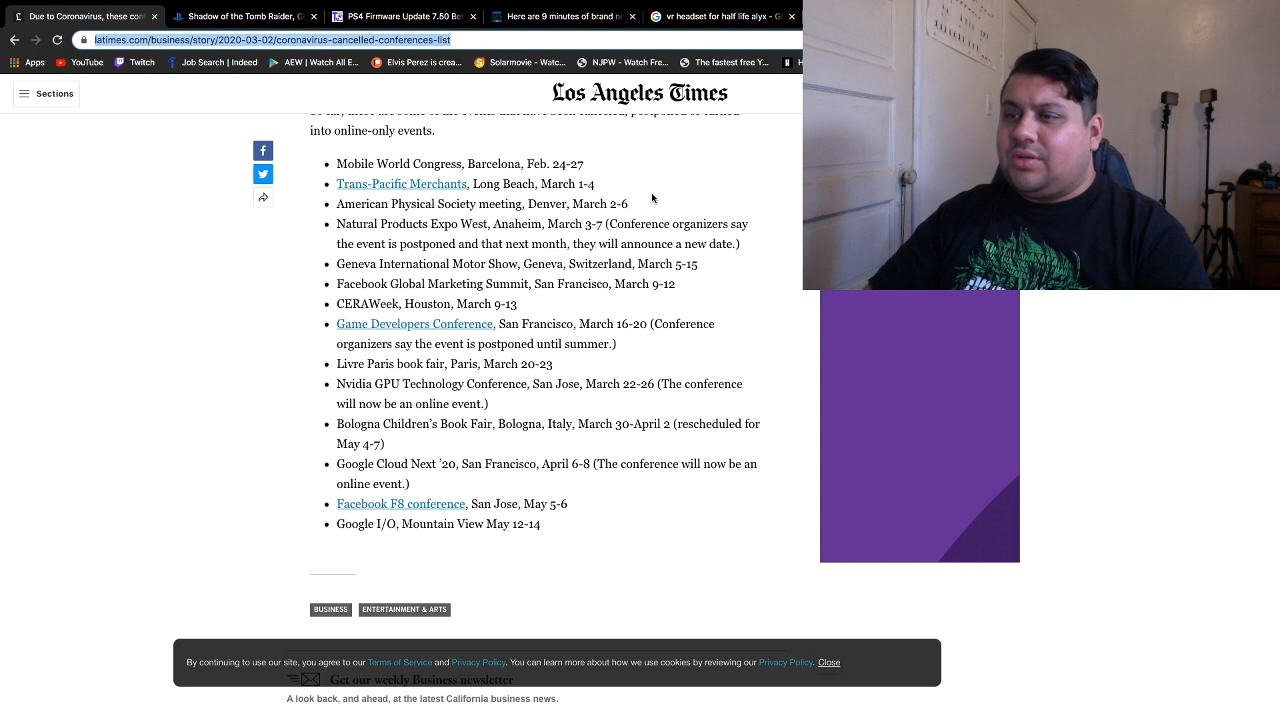 Coronavirus, these con
Shadow of the Tomb Raider, C
PS4 Firmware Update 7.50 Bot
Here are 9 minutes of brand ne
vr headset for half life alyx - Go
latimes.com/business/story/2020-03-02/coronavirus-cancelled-conferences-list
Apps
YouTube
Twitch
Job Search | Indeed
AEW | Watch All E...
Elvis Perez is creat...
Solarmovie - Watc...
NJPW - Watch Fre...
The fastest free Y...
Sections
Los Angeles Times
into online-only events.
Mobile World Congress, Barcelona, Feb. 24-27
Trans-Pacific Merchants, Long Beach, March 1-4
American Physical Society meeting, Denver, March 2-6
Natural Products Expo West, Anaheim, March 3-7 (Conference organizers say
the event is postponed and that next month, they will announce a new date.)
Geneva International Motor Show, Geneva, Switzerland, March 5-15
Facebook Global Marketing Summit, San Francisco, March 9-12
CERAWeek, Houston, March 9-13
Game Developers Conference, San Francisco, March 16-20 (Conference
organizers say the event is postponed until summer.)
Livre Paris book fair, Paris, March 20-23
Nvidia GPU Technology Conference, San Jose, March 22-26 (The conference
will now be an online event.)
Bologna Children's Book Fair, Bologna, Italy, March 30-April 2 (rescheduled for
May 4-7)
Google Cloud Next '20, San Francisco, April 6-8 (The conference will now be an
online event.)
Facebook F8 conference, San Jose, May 5-6
Google I/O, Mountain View May 12-14
BUSINESS
ENTERTAINMENT & ARTS
By continuing to use our site, you agree to our Terms of Service and Privacy Policy. You can learn more about how we use cookies by reviewing our Privacy Policy. Close
Get our weekly Business newsletter
A look back, and ahead, at the latest California business news.